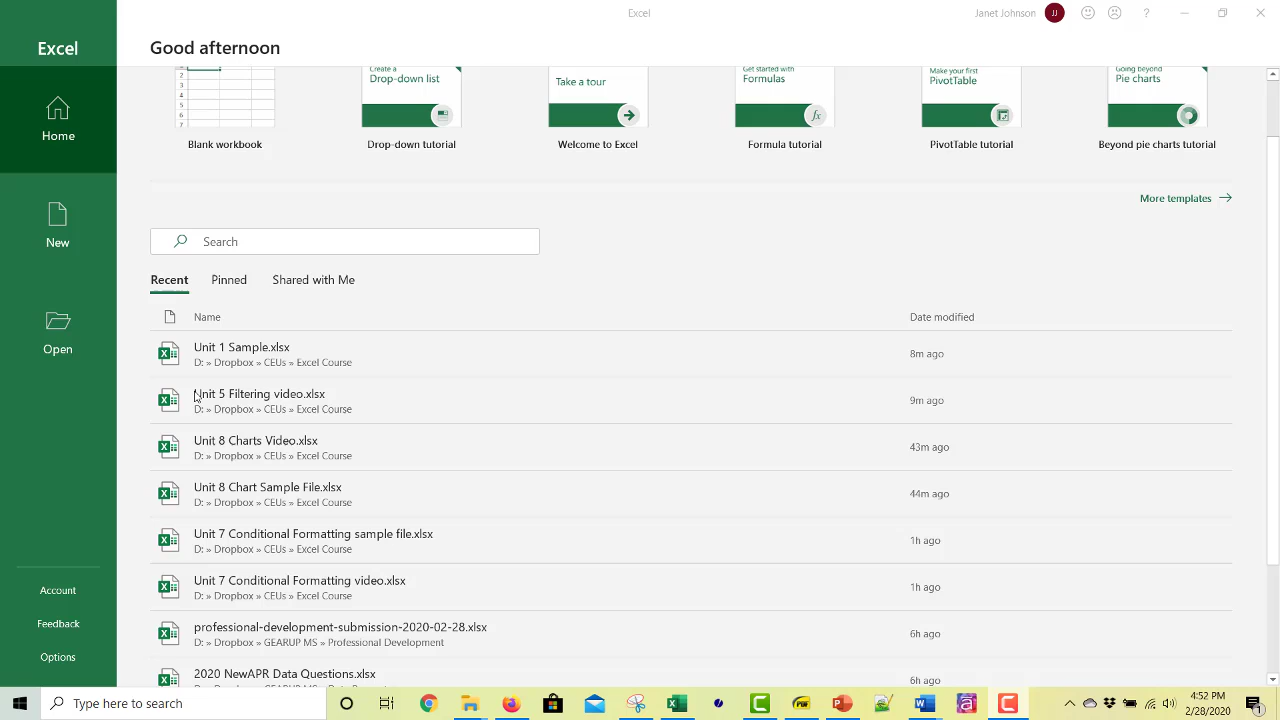 Excel
Janet Johnson JJ
?
Excel
Good afternoon
Home
New
Open
Account
Feedback
Options
2
3
4
5
6
7
Blank workbook
Create a
Drop-down list
Drop-down tutorial
Take a tour
Welcome to Excel
Get started with
Formulas
fx
Formula tutorial
Make your first
PivotTable
PivotTable tutorial
Going beyond
Pie charts
Beyond pie charts tutorial
More templates
Search
Recent Pinned Shared with Me
Name Date modified
Unit 1 Sample.xlsx 8m ago
D: » Dropbox » CEUs » Excel Course
Unit 5 Filtering video.xlsx 9m ago
D: » Dropbox » CEUs » Excel Course
Unit 8 Charts Video.xlsx 43m ago
D: » Dropbox » CEUs » Excel Course
Unit 8 Chart Sample File.xlsx 44m ago
D: » Dropbox » CEUs » Excel Course
Unit 7 Conditional Formatting sample file.xlsx 1h ago
D: » Dropbox » CEUs » Excel Course
Unit 7 Conditional Formatting video.xlsx 1h ago
D: » Dropbox » CEUs » Excel Course
professional-development-submission-2020-02-28.xlsx 6h ago
D: » Dropbox » GEARUP MS » Professional Development
2020 NewAPR Data Questions.xlsx 6h ago
Type here to search
4:52 PM
2/28/2020